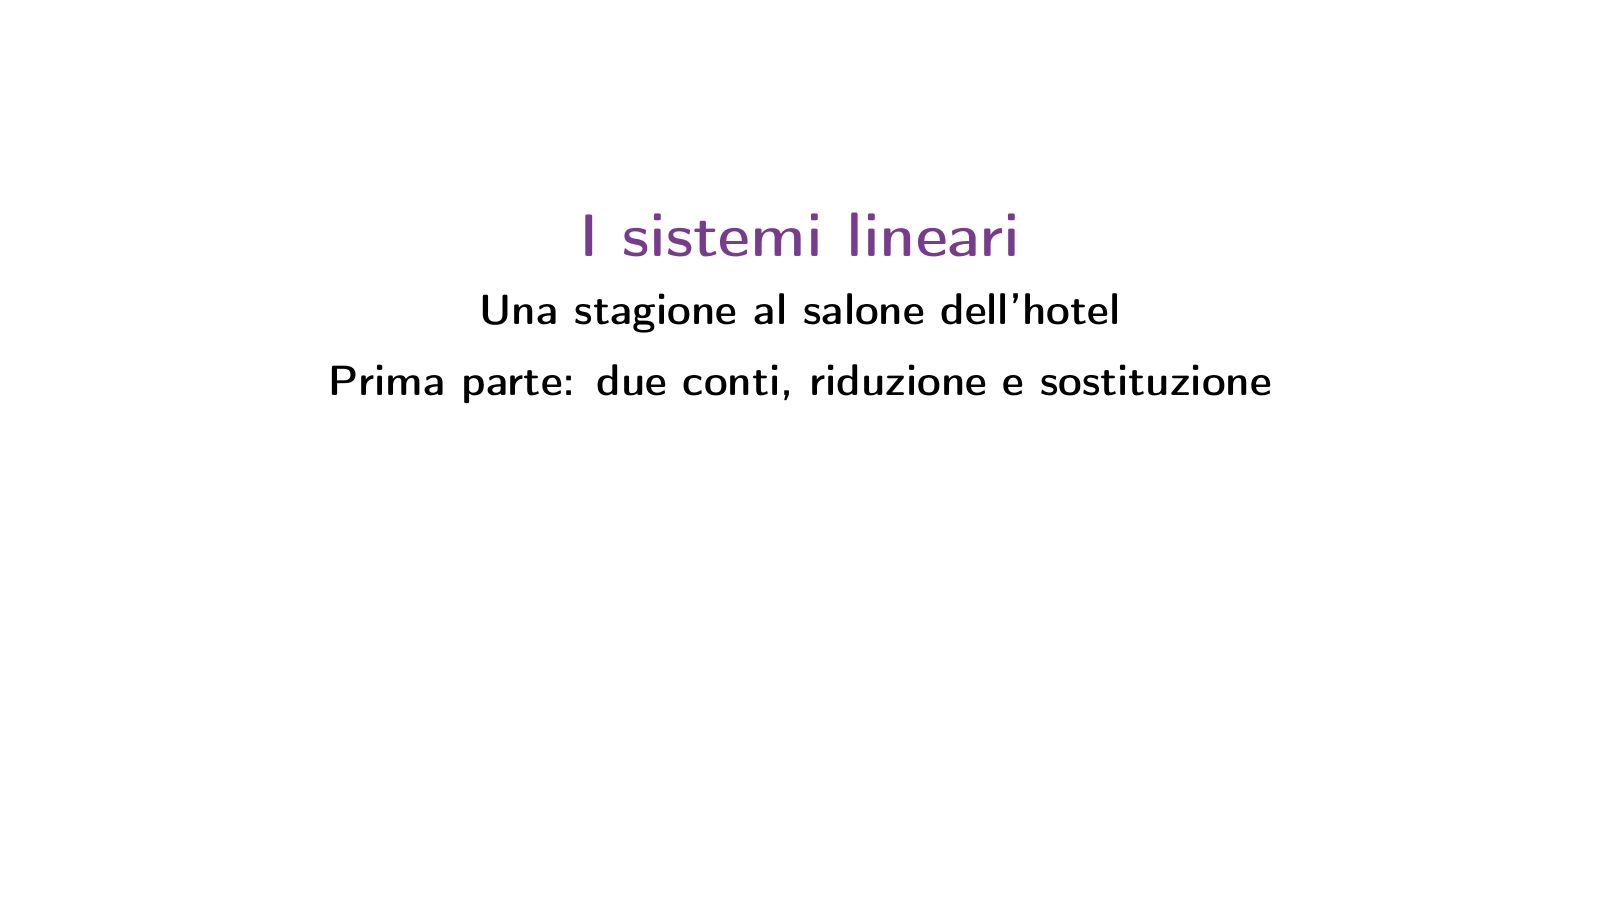 I sistemi lineari
Una stagione al salone dell’hotel
Prima parte: due conti, riduzione e sostituzione